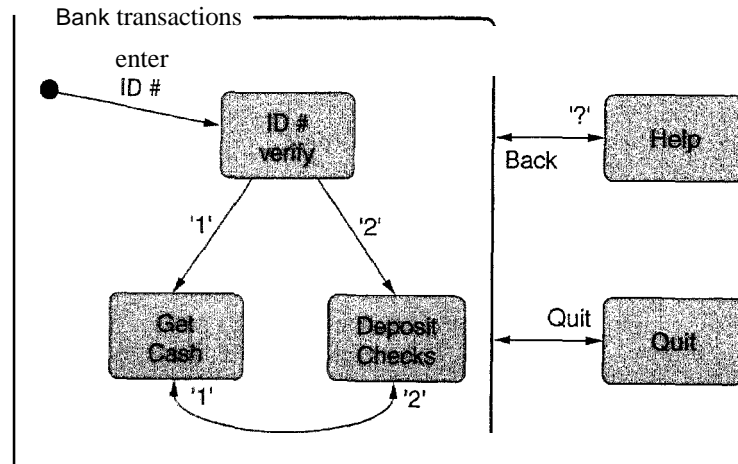 Bank transactions
enter
ID #
ID #
verify
'?'
Help
Back
'1'
'2'
Get
Cash
Deposit
Checks
Quit
Quit
'1'
'2'